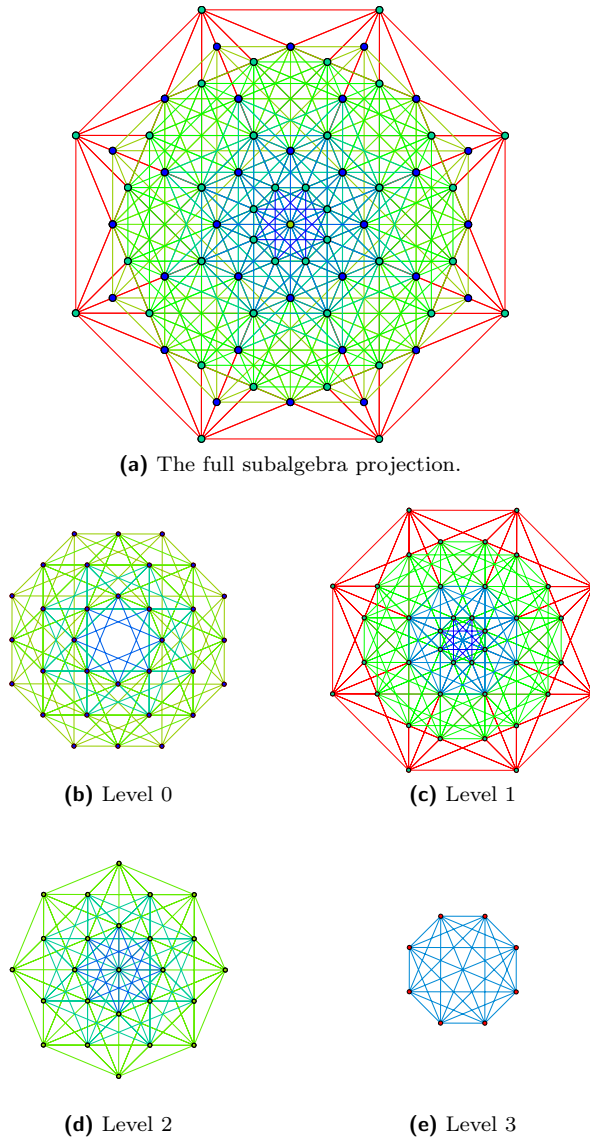 (a) The full subalgebra projection.
(b) Level 0
(c) Level 1
(d) Level 2
(e) Level 3